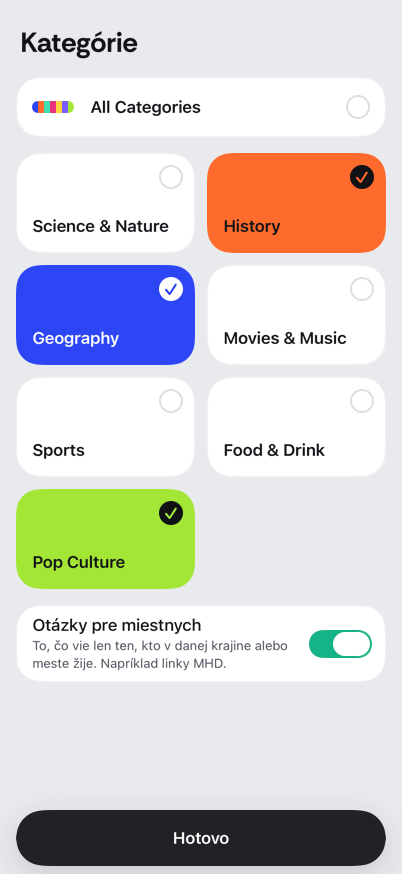 Kategórie
All Categories
Science & Nature
History
Geography
Movies & Music
Sports
Food & Drink
Pop Culture
Otázky pre miestnych
To, čo vie len ten, kto v danej krajine alebo
meste žije. Napríklad linky MHD.
Hotovo